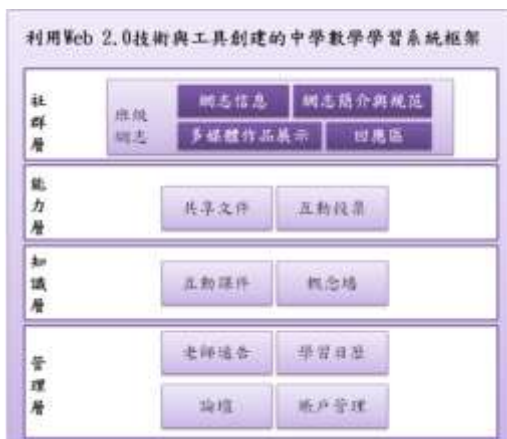 利用Web 2.0技術與工具創建的中學數學學習系統框架
社群層
班級網志
網志信息
網志簡介與规范
多媒體作品展示
回應區
能力層
共享文件
互動投票
知識層
互動課件
概念墙
管理層
老師通告
學習日歷
論壇
賬戶管理